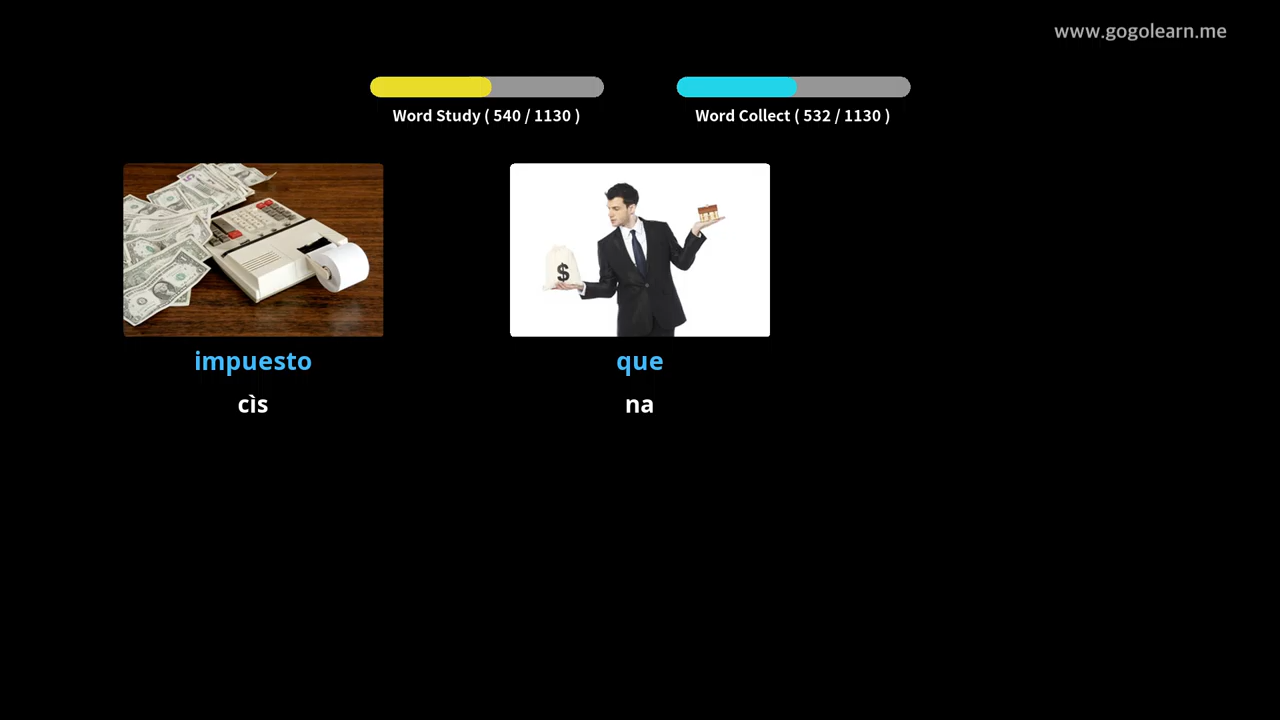 www.gogolearn.me
Word Study ( 540 / 1130 )
Word Collect ( 532 / 1130 )
$
impuesto
que
cìs
na